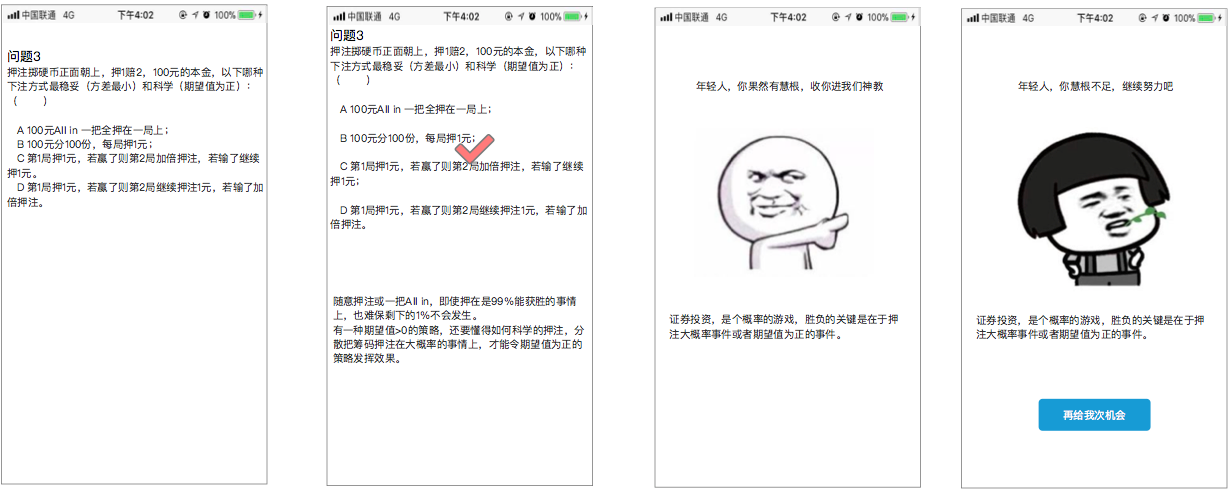 中国联通 4G 下午4:02 100%
问题3
押注掷硬币正面朝上，押1赔2，100元的本金，以下哪种
下注方式最稳妥（方差最小）和科学（期望值为正）：
（ ）
A 100元All in 一把全押在一局上；
B 100元分100份，每局押1元；
C 第1局押1元，若赢了则第2局加倍押注，若输了继续
押1元。
D 第1局押1元，若赢了则第2局继续押注1元，若输了加
倍押注。
中国联通 4G 下午4:02 100%
问题3
押注掷硬币正面朝上，押1赔2，100元的本金，以下哪种
下注方式最稳妥（方差最小）和科学（期望值为正）：
（ ）
A 100元All in 一把全押在一局上；
B 100元分100份，每局押1元；
C 第1局押1元，若赢了则第2局加倍押注，若输了继续
押1元；
D 第1局押1元，若赢了则第2局继续押注1元，若输了加
倍押注。
随意押注或一把All in，即使押在是99%能获胜的事情
上，也难保剩下的1%不会发生。
有一种期望值>0的策略，还要懂得如何科学的押注，分
散把筹码押注在大概率的事情上，才能令期望值为正的
策略发挥效果。
中国联通 4G 下午4:02 100%
年轻人，你果然有慧根，收你进我们神教
证券投资，是个概率的游戏，胜负的关键是在于押
注大概率事件或者期望值为正的事件。
中国联通 4G 下午4:02 100%
年轻人，你慧根不足，继续努力吧
证券投资，是个概率的游戏，胜负的关键是在于押
注大概率事件或者期望值为正的事件。
再给我次机会